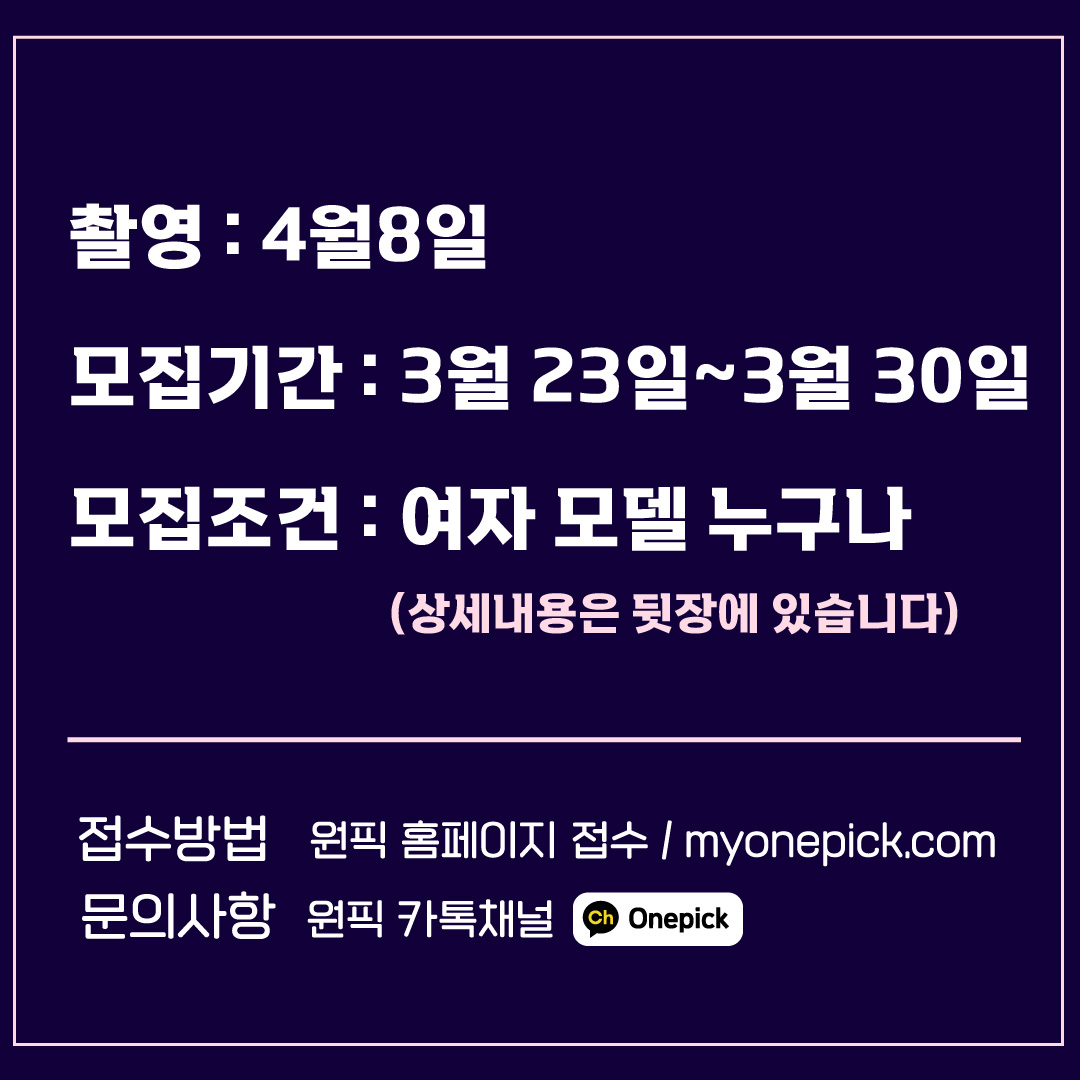 촬영 : 4월8일
모집기간 : 3월 23일~3월 30일
모집조건 : 여자 모델 누구나
(상세내용은 뒷장에 있습니다)
접수방법 원픽 홈페이지 접수 / myonepick.com
문의사항 원픽 카톡채널 Ch Onepick